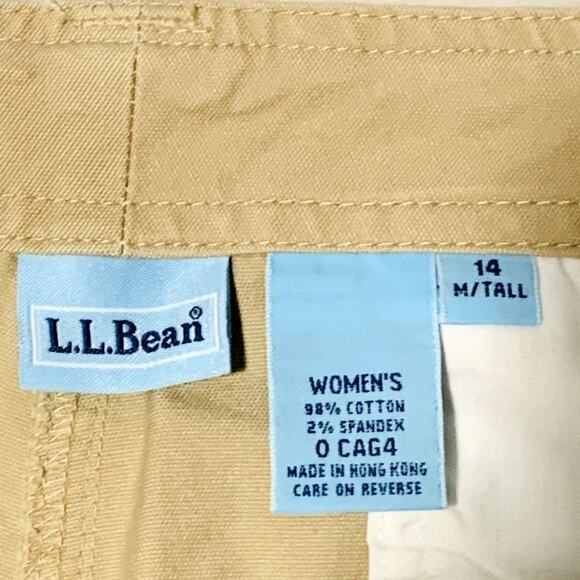 L.L.Bean®
WOMEN'S
98% COTTON
2% SPANDEX
0 CAG4
MADE IN HONG KONG
CARE ON REVERSE
14
M/TALL